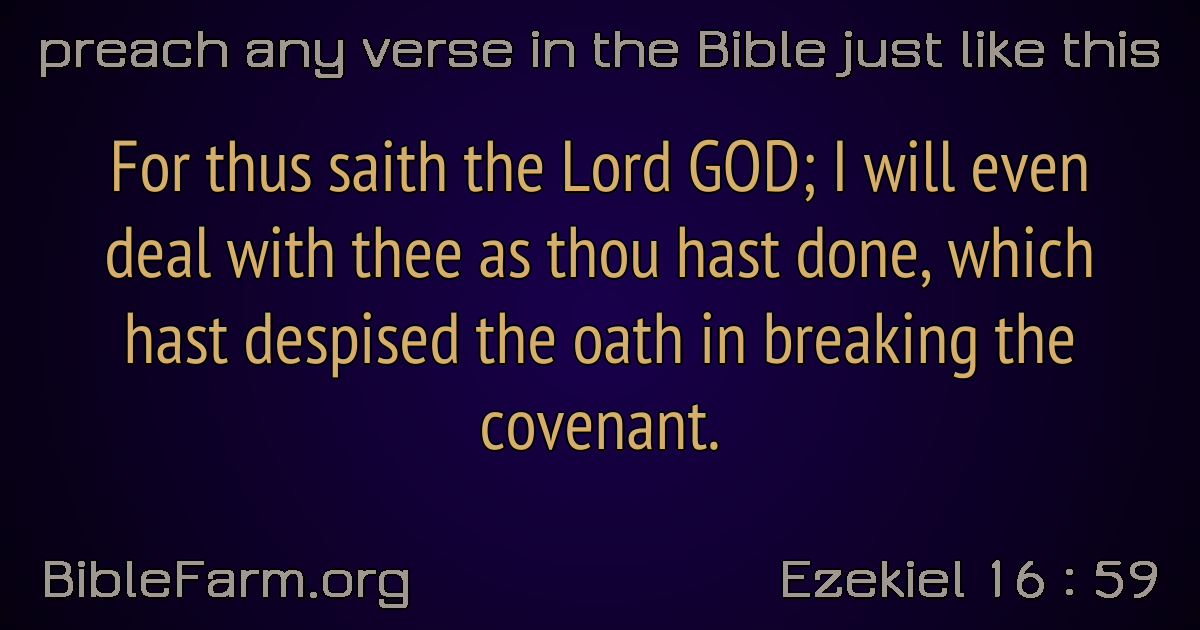 preach any verse in the Bible just like this
For thus saith the Lord GOD; I will even
deal with thee as thou hast done, which
hast despised the oath in breaking the
covenant.
BibleFarm.org
Ezekiel 16 : 59